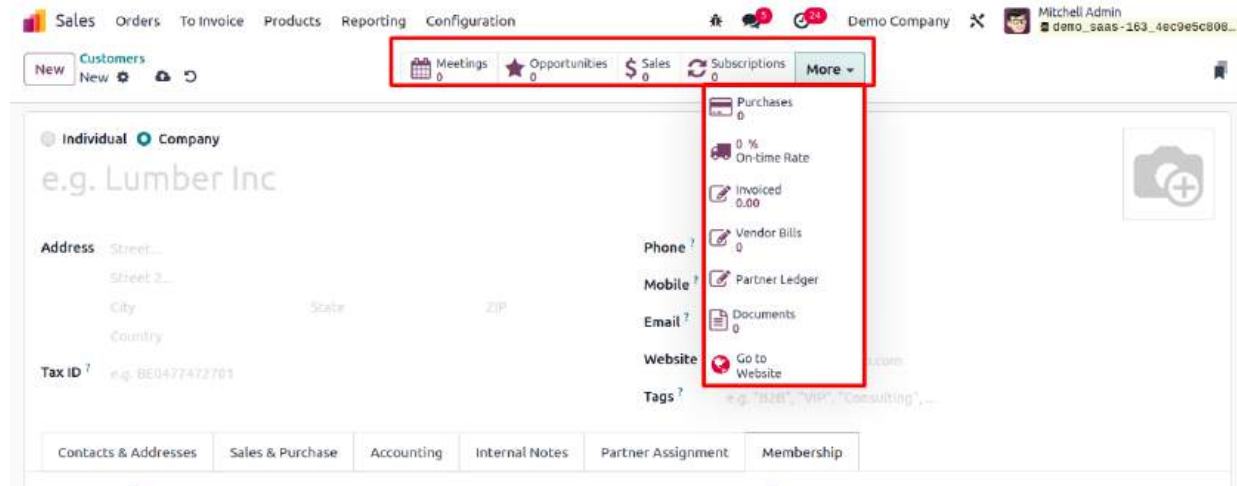 Sales Orders To Invoice Products Reporting Configuration 5 24 Demo Company Mitchell Admin
demo_saas-163_4ec9e5c808...
New Customers
New
Meetings 0 Opportunities 0 $ Sales 0 Subscriptions 0 More
Purchases
0
0 %
On-time Rate
Invoiced
0.00
Vendor Bills
0
Partner Ledger
Documents
0
Go to
Website
Individual Company
e.g. Lumber Inc
Address Street...
Street 2...
City State ZIP
Country
Tax ID ? e.g. BE0477472701
Phone ?
Mobile ?
Email ?
Website .com
Tags ? e.g. "B2B", "VIP", "Consulting", ...
Contacts & Addresses Sales & Purchase Accounting Internal Notes Partner Assignment Membership